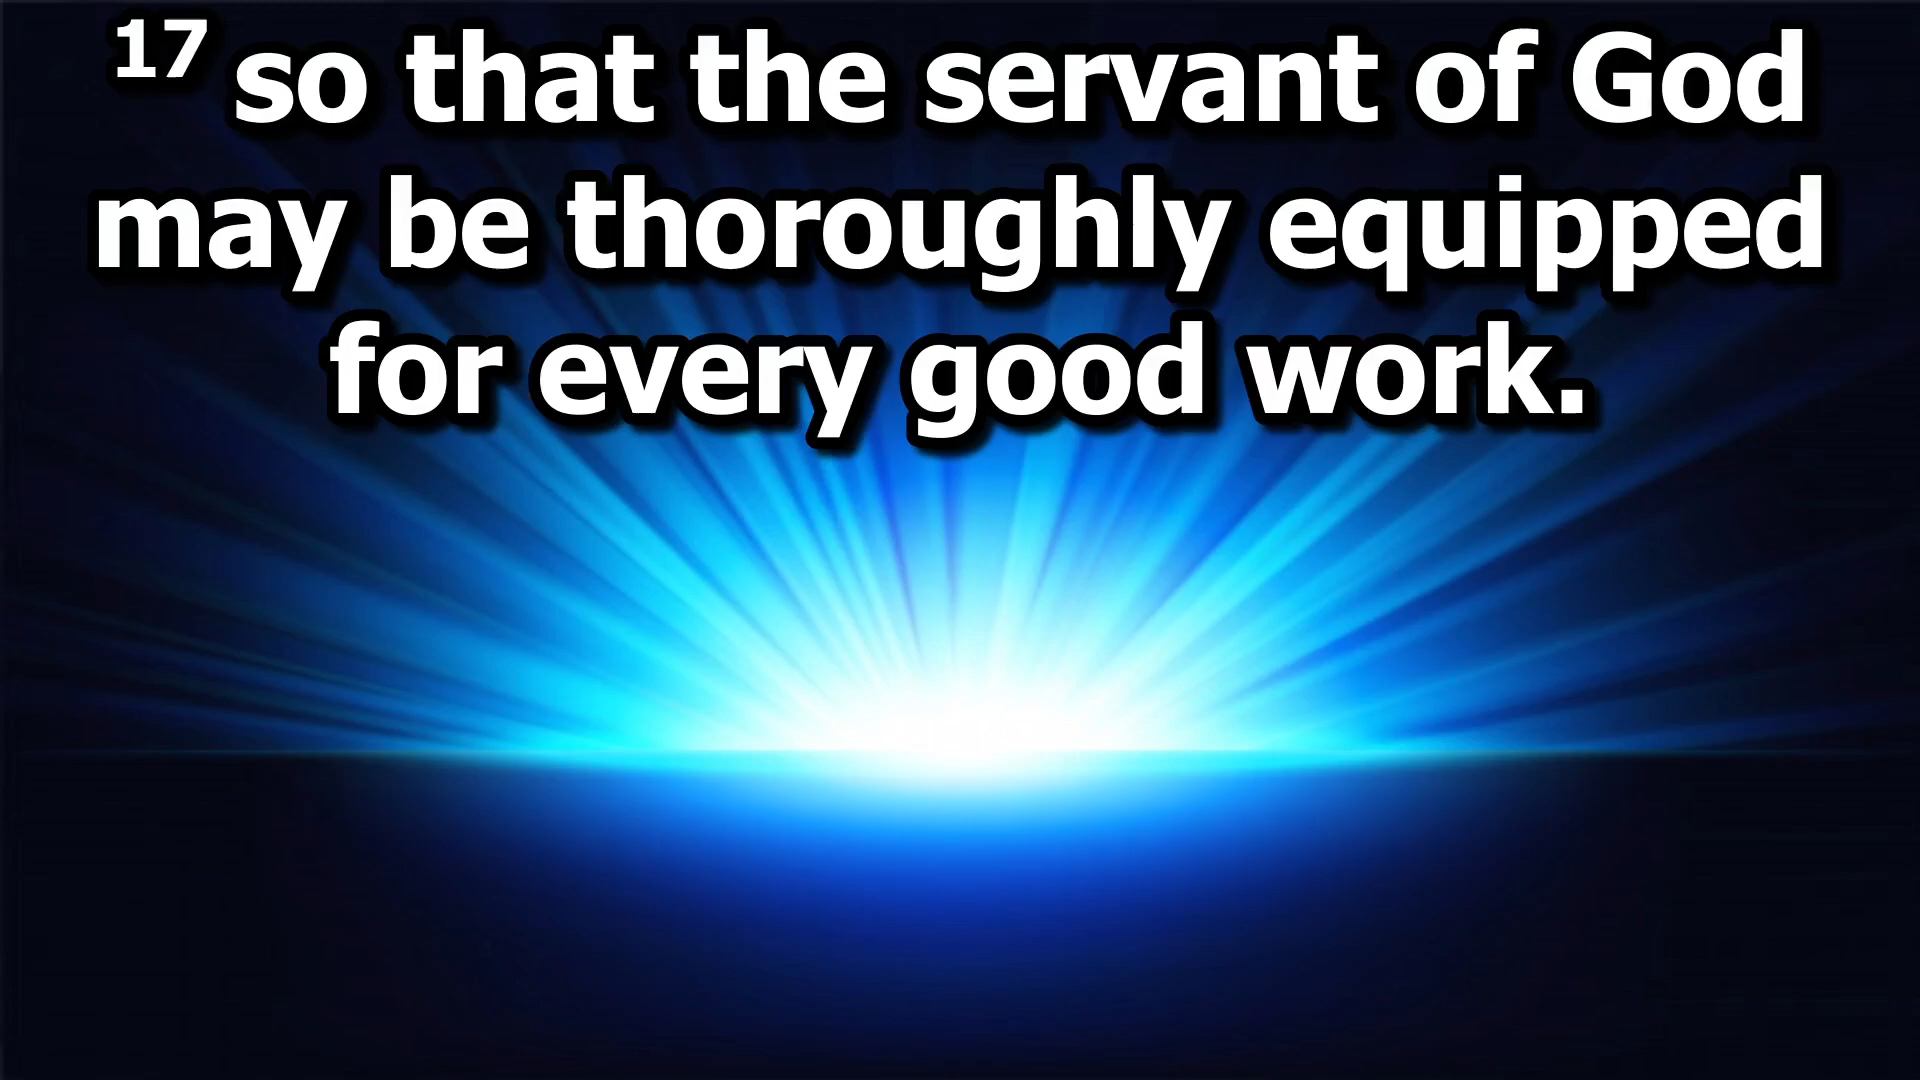 17 so that the servant of God
may be thoroughly equipped
for every good work.